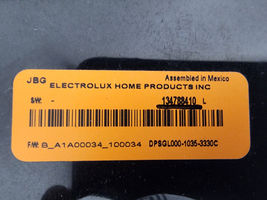 JBG
Assembled in Mexico
ELECTROLUX HOME PRODUCTS INC
SW: - 134788410 L
F/W: B_A1A00034_100034 DPSGL000-1035-3330C